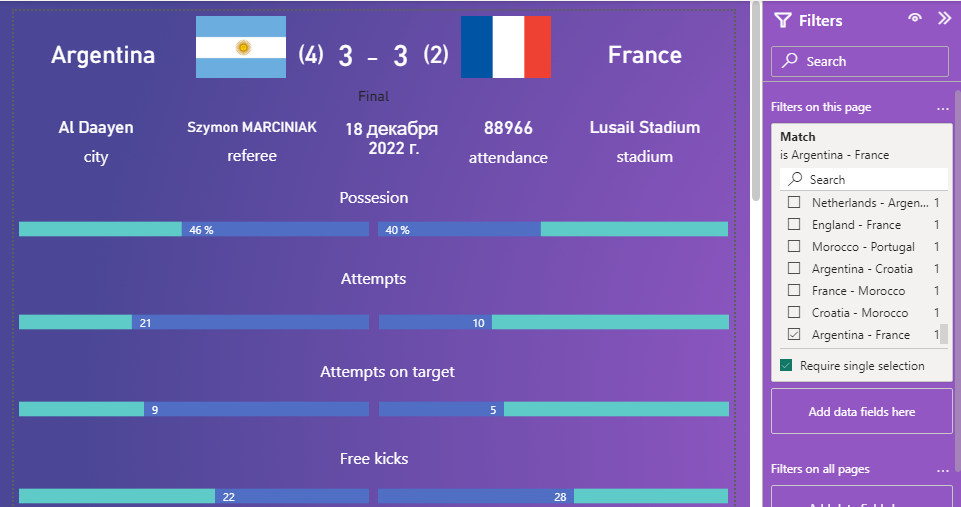 Argentina
(4) 3 - 3 (2)
France
Final
Al Daayen
city
Szymon MARCINIAK
referee
18 декабря
2022 г.
88966
attendance
Lusail Stadium
stadium
Possesion
46 %
40 %
Attempts
21
10
Attempts on target
9
5
Free kicks
22
28
Filters
Search
Filters on this page
...
Match
is Argentina - France
Search
Netherlands - Argen... 1
England - France 1
Morocco - Portugal 1
Argentina - Croatia 1
France - Morocco 1
Croatia - Morocco 1
Argentina - France 1
Require single selection
Add data fields here
Filters on all pages
...